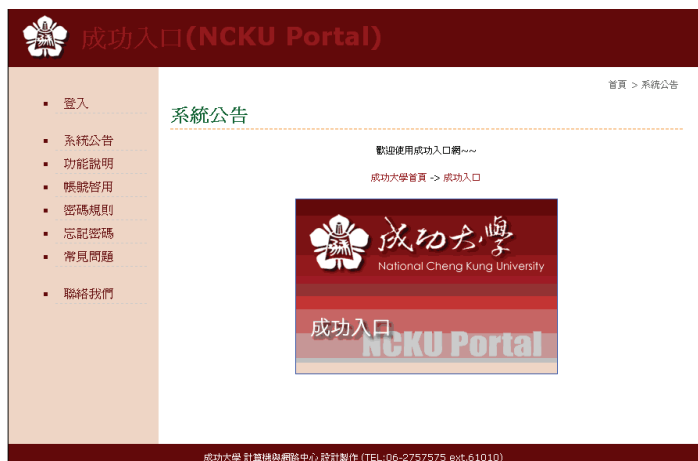 成功入口(NCKU Portal)
首頁 > 系統公告
登入
系統公告
功能說明
帳號啓用
密碼規則
忘記密碼
常見問題
聯絡我們
系統公告
歡迎使用成功入口網~~
成功大學首頁 -> 成功入口
成功大學
National Cheng Kung University
成功入口
NCKU Portal
成功大學 計算機與網路中心 設計製作 (TEL:06-2757575 ext.61010)